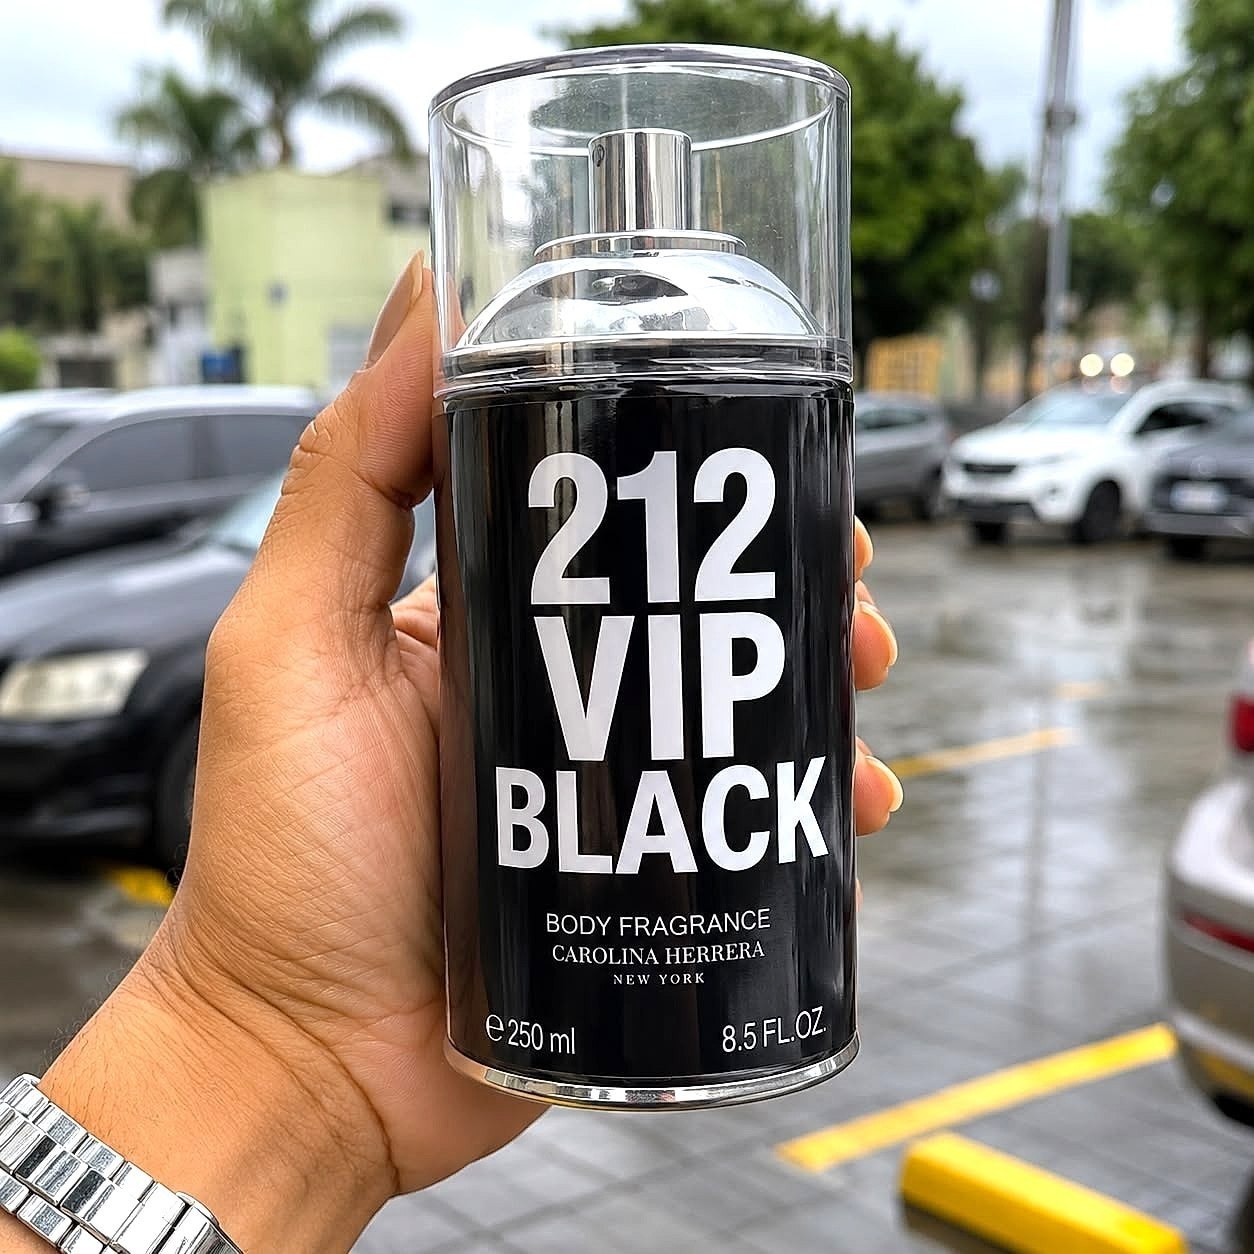 212
VIP
BLACK
BODY FRAGRANCE
CAROLINA HERRERA
NEW YORK
℮ 250 ml 8.5 FL.OZ.